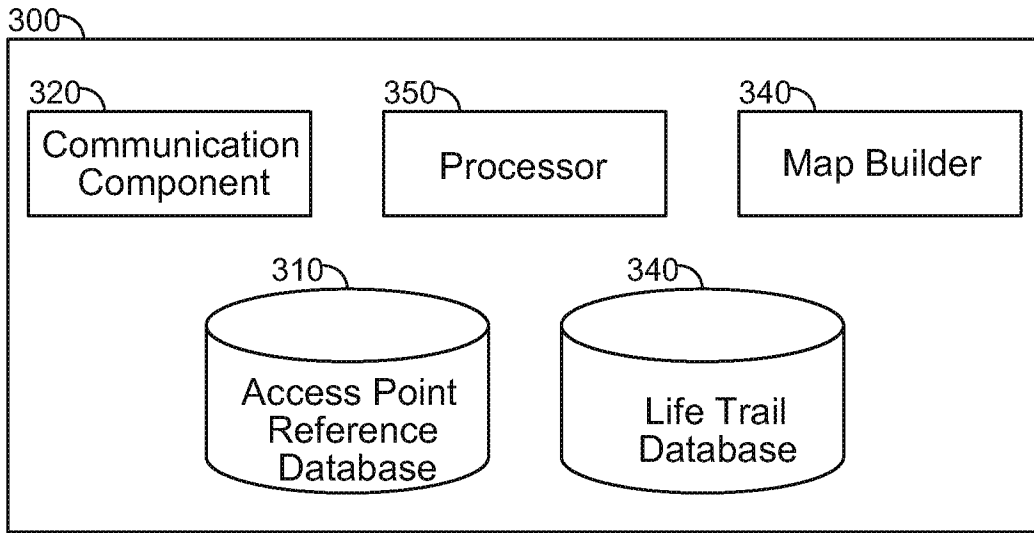 300
320
350
340
Communication
Component
Processor
Map Builder
310
340
Access Point
Reference
Database
Life Trail
Database